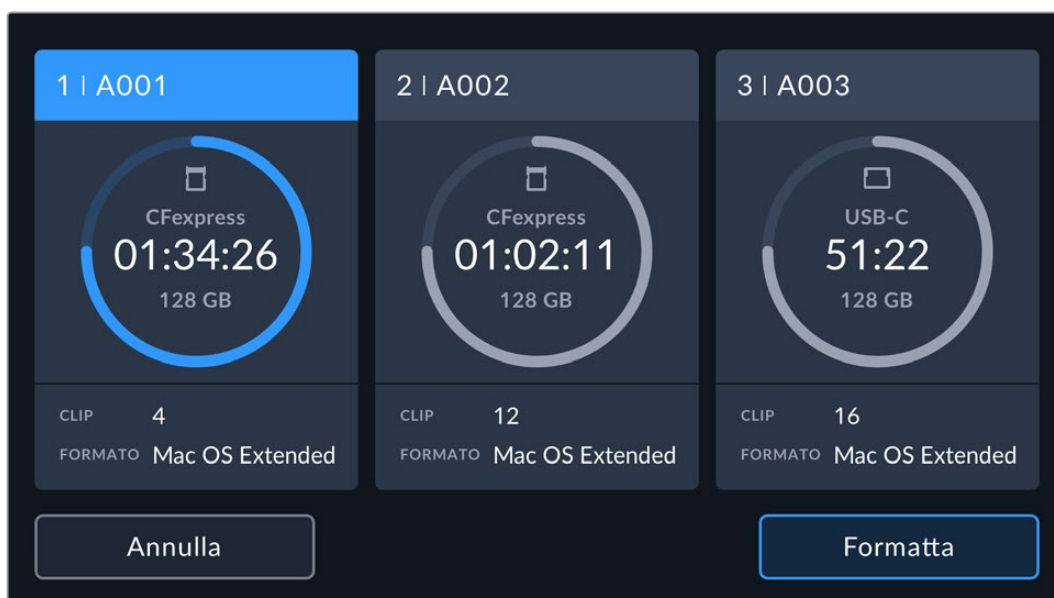 1 | A001
CFexpress
01:34:26
128 GB
CLIP 4
FORMATO Mac OS Extended
2 | A002
CFexpress
01:02:11
128 GB
CLIP 12
FORMATO Mac OS Extended
3 | A003
USB-C
51:22
128 GB
CLIP 16
FORMATO Mac OS Extended
Annulla
Formatta